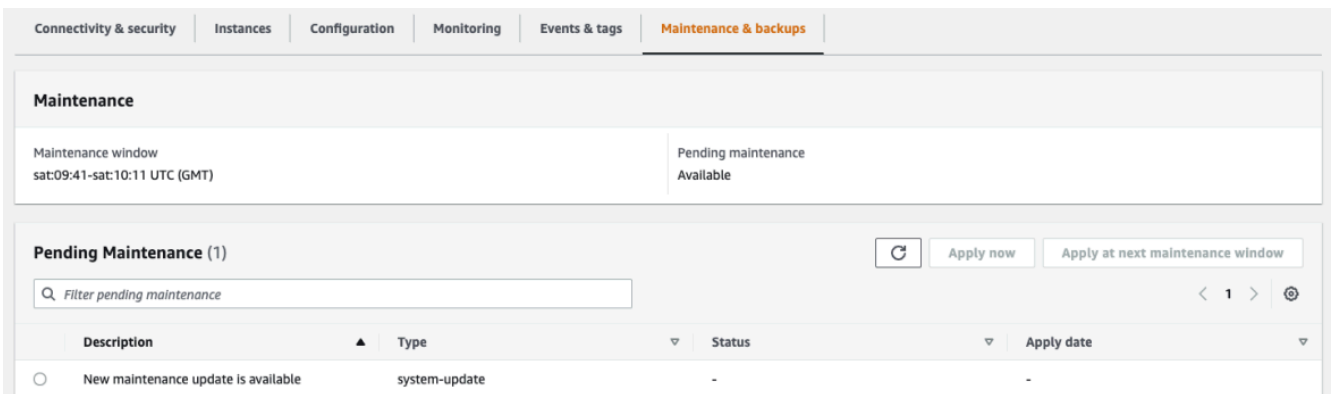 Connectivity & security Instances Configuration Monitoring Events & tags Maintenance & backups
Maintenance
Maintenance window
sat:09:41-sat:10:11 UTC (GMT)
Pending maintenance
Available
Pending Maintenance (1)
Apply now Apply at next maintenance window
Filter pending maintenance
1
Description Type Status Apply date
New maintenance update is available system-update - -